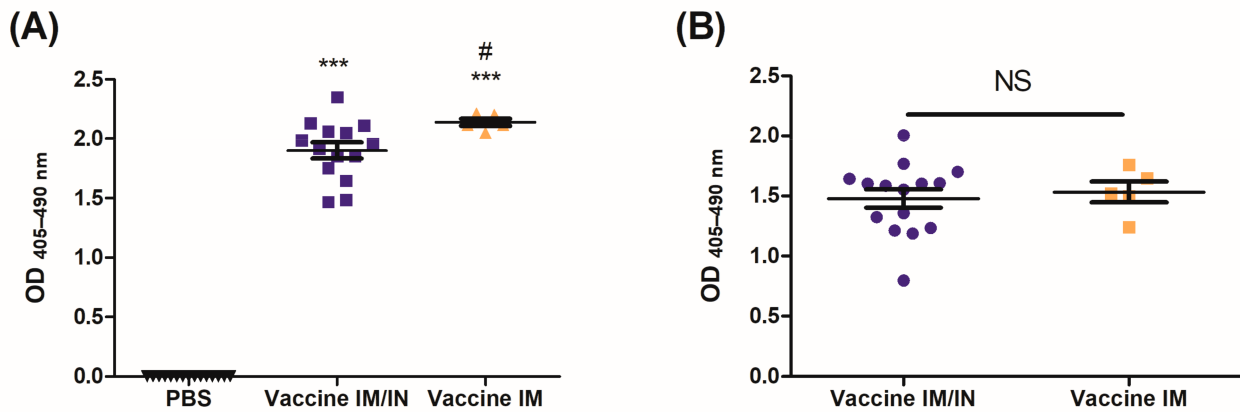 (A)
#
*** ***
2.5
2.0
1.5
1.0
0.5
0.0
OD 405–490 nm
PBS Vaccine IM/IN Vaccine IM
(B)
NS
2.5
2.0
1.5
1.0
0.5
0.0
OD 405–490 nm
Vaccine IM/IN Vaccine IM